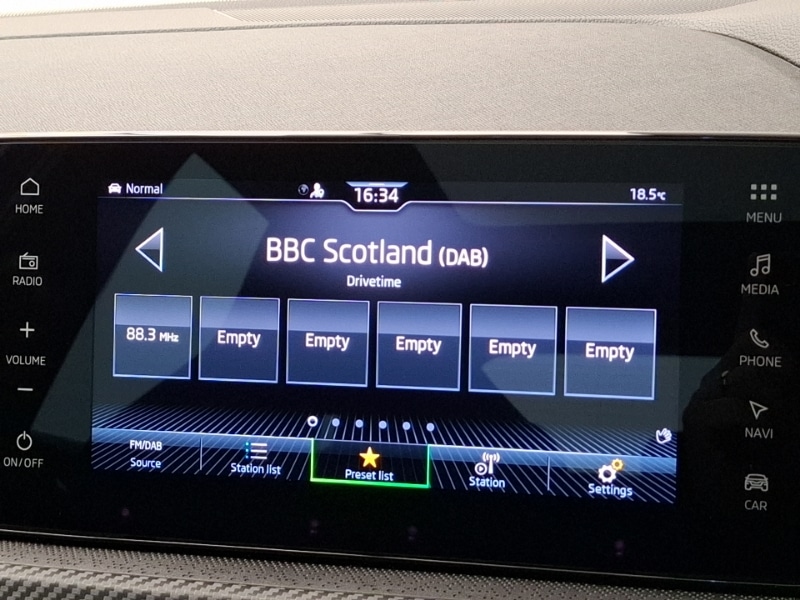 Normal
16:34
18.5°C
HOME
RADIO
VOLUME
ON/OFF
BBC Scotland (DAB)
Drivetime
88.3 MHz
Empty
Empty
Empty
Empty
Empty
FM/DAB
Source
Station list
Preset list
Station
Settings
MENU
MEDIA
PHONE
NAVI
CAR